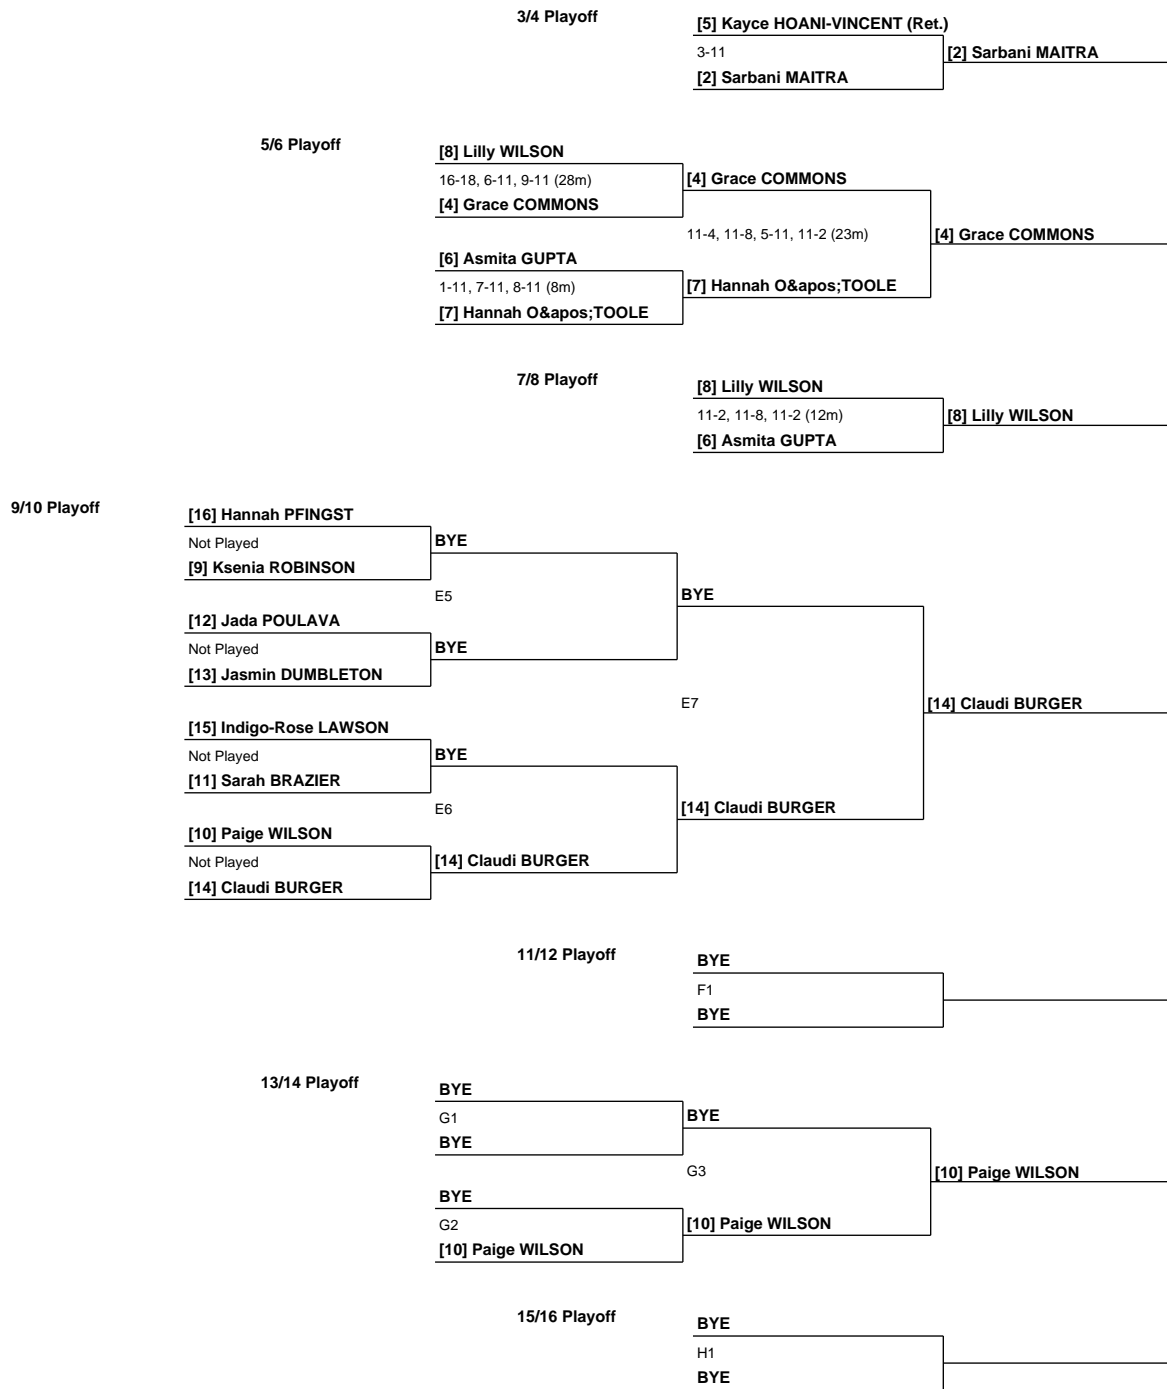 3/4 Playoff
[5] Kayce HOANI-VINCENT (Ret.)
3-11
[2] Sarbani MAITRA
[2] Sarbani MAITRA
5/6 Playoff
[8] Lilly WILSON
16-18, 6-11, 9-11 (28m)
[4] Grace COMMONS
[4] Grace COMMONS
11-4, 11-8, 5-11, 11-2 (23m)
[4] Grace COMMONS
[6] Asmita GUPTA
1-11, 7-11, 8-11 (8m)
[7] Hannah O&apos;TOOLE
[7] Hannah O&apos;TOOLE
7/8 Playoff
[8] Lilly WILSON
11-2, 11-8, 11-2 (12m)
[8] Lilly WILSON
[6] Asmita GUPTA
9/10 Playoff
[16] Hannah PFINGST
Not Played
BYE
[9] Ksenia ROBINSON
E5
BYE
[12] Jada POULAVA
Not Played
BYE
[13] Jasmin DUMBLETON
E7
[14] Claudi BURGER
[15] Indigo-Rose LAWSON
Not Played
BYE
[11] Sarah BRAZIER
E6
[14] Claudi BURGER
[10] Paige WILSON
Not Played
[14] Claudi BURGER
[14] Claudi BURGER
11/12 Playoff
BYE
F1
BYE
13/14 Playoff
BYE
G1
BYE
BYE
G3
[10] Paige WILSON
BYE
G2
[10] Paige WILSON
[10] Paige WILSON
15/16 Playoff
BYE
H1
BYE